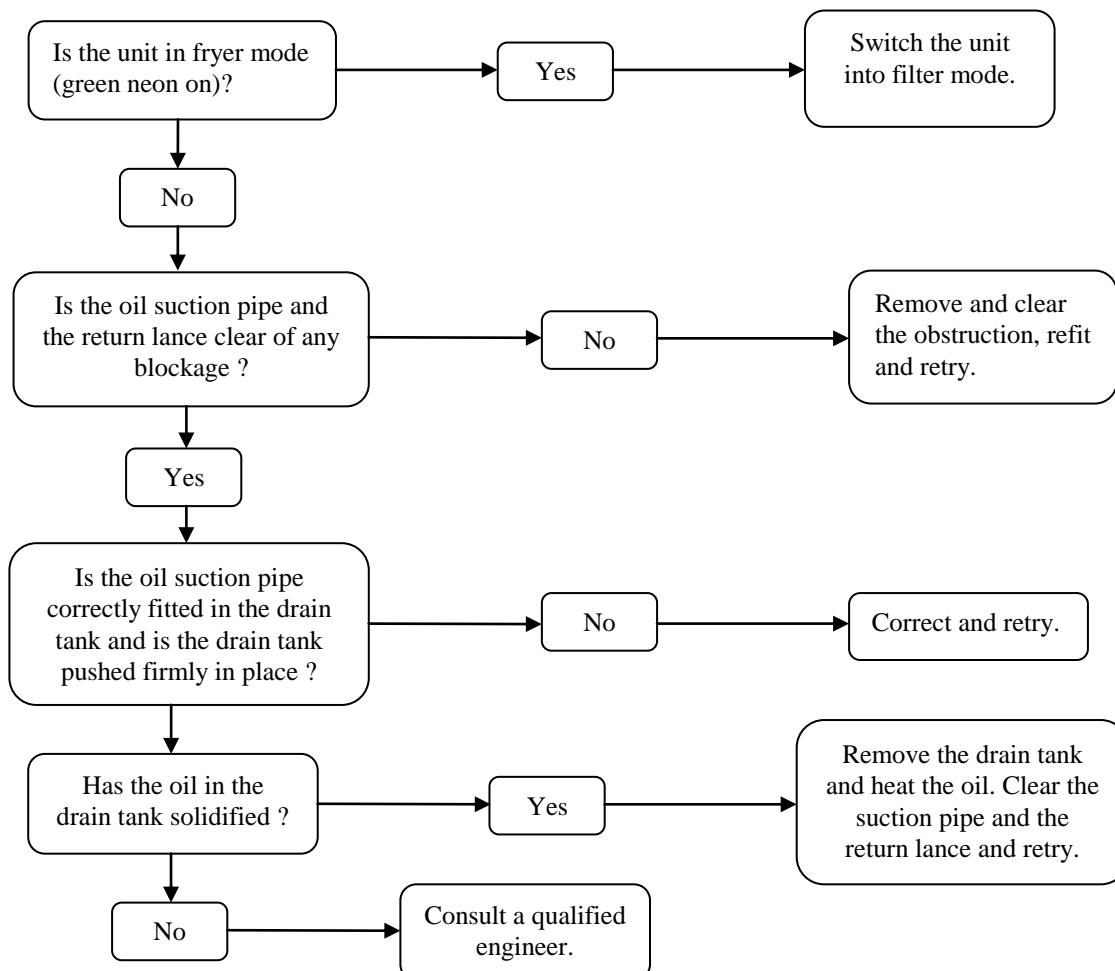 Is the unit in fryer mode
(green neon on)?
Yes
Switch the unit
into filter mode.
No
Is the oil suction pipe and
the return lance clear of any
blockage ?
No
Remove and clear
the obstruction, refit
and retry.
Yes
Is the oil suction pipe
correctly fitted in the drain
tank and is the drain tank
pushed firmly in place ?
No
Correct and retry.
Has the oil in the
drain tank solidified ?
Yes
Remove the drain tank
and heat the oil. Clear the
suction pipe and the
return lance and retry.
No
Consult a qualified
engineer.